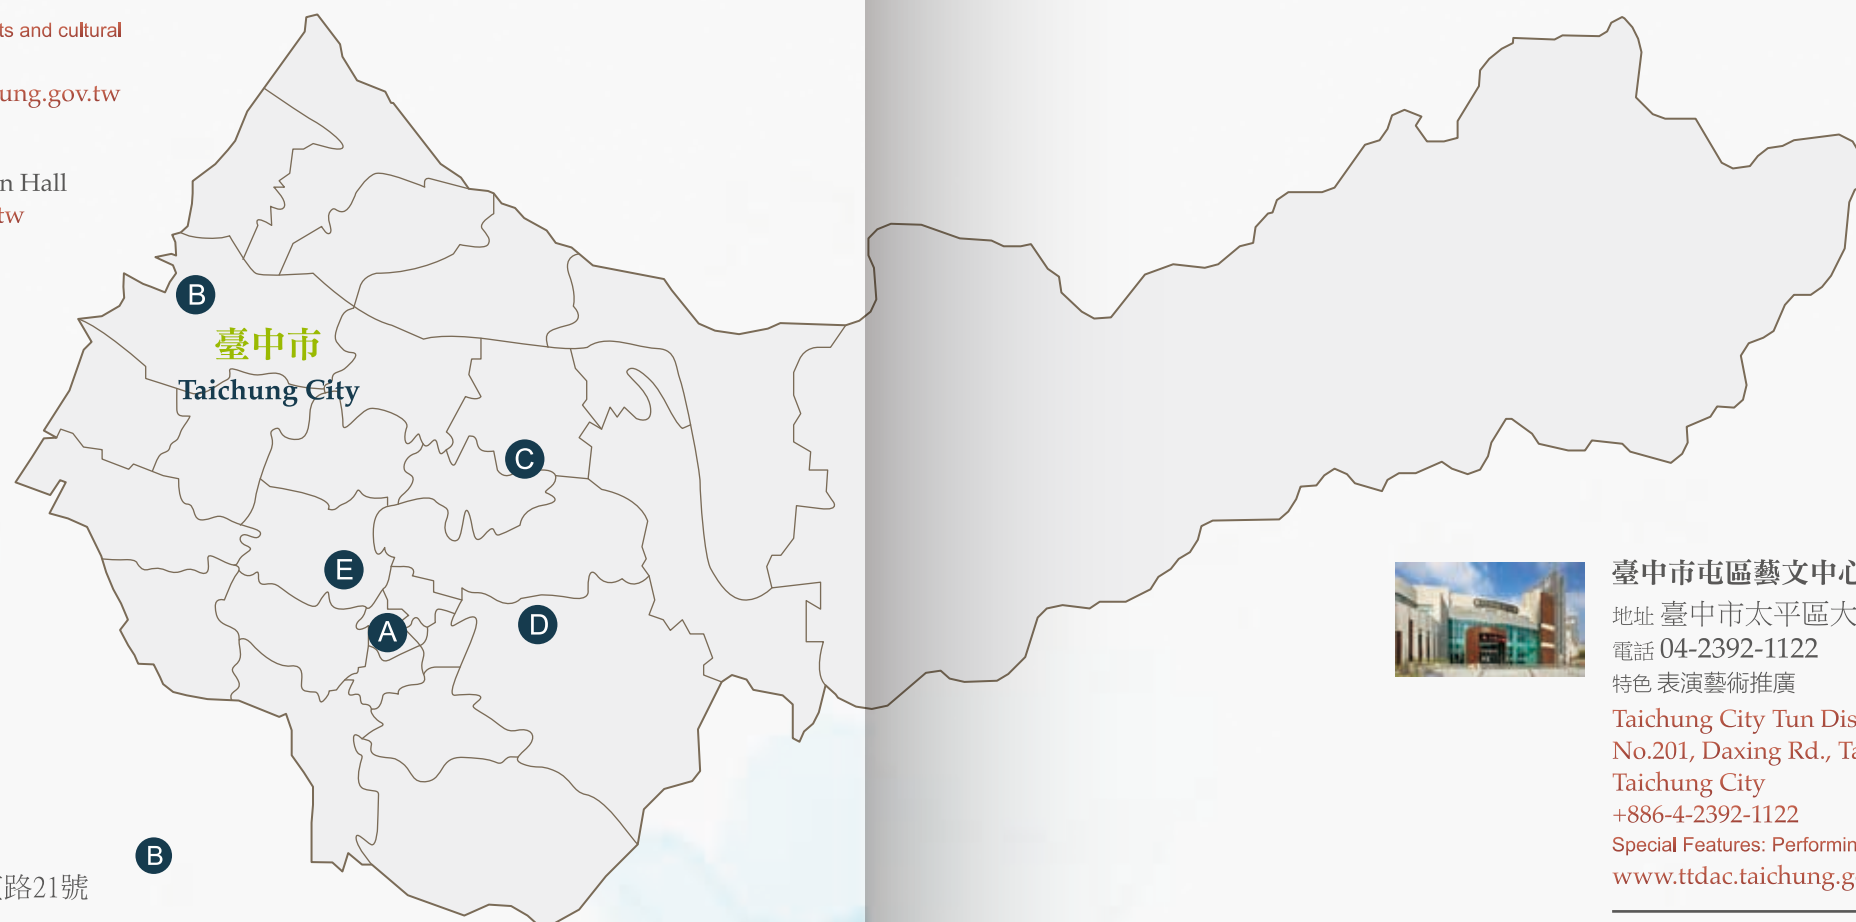 ts and cultural
ung.gov.tw
n Hall
tw
B
臺中市
Taichung City
C
E
A
D
B
路21號
臺中市屯區藝文中心
地址 臺中市太平區大
電話 04-2392-1122
特色 表演藝術推廣
Taichung City Tun Dis
No.201, Daxing Rd., Ta
Taichung City
+886-4-2392-1122
Special Features: Performin
www.ttdac.taichung.g